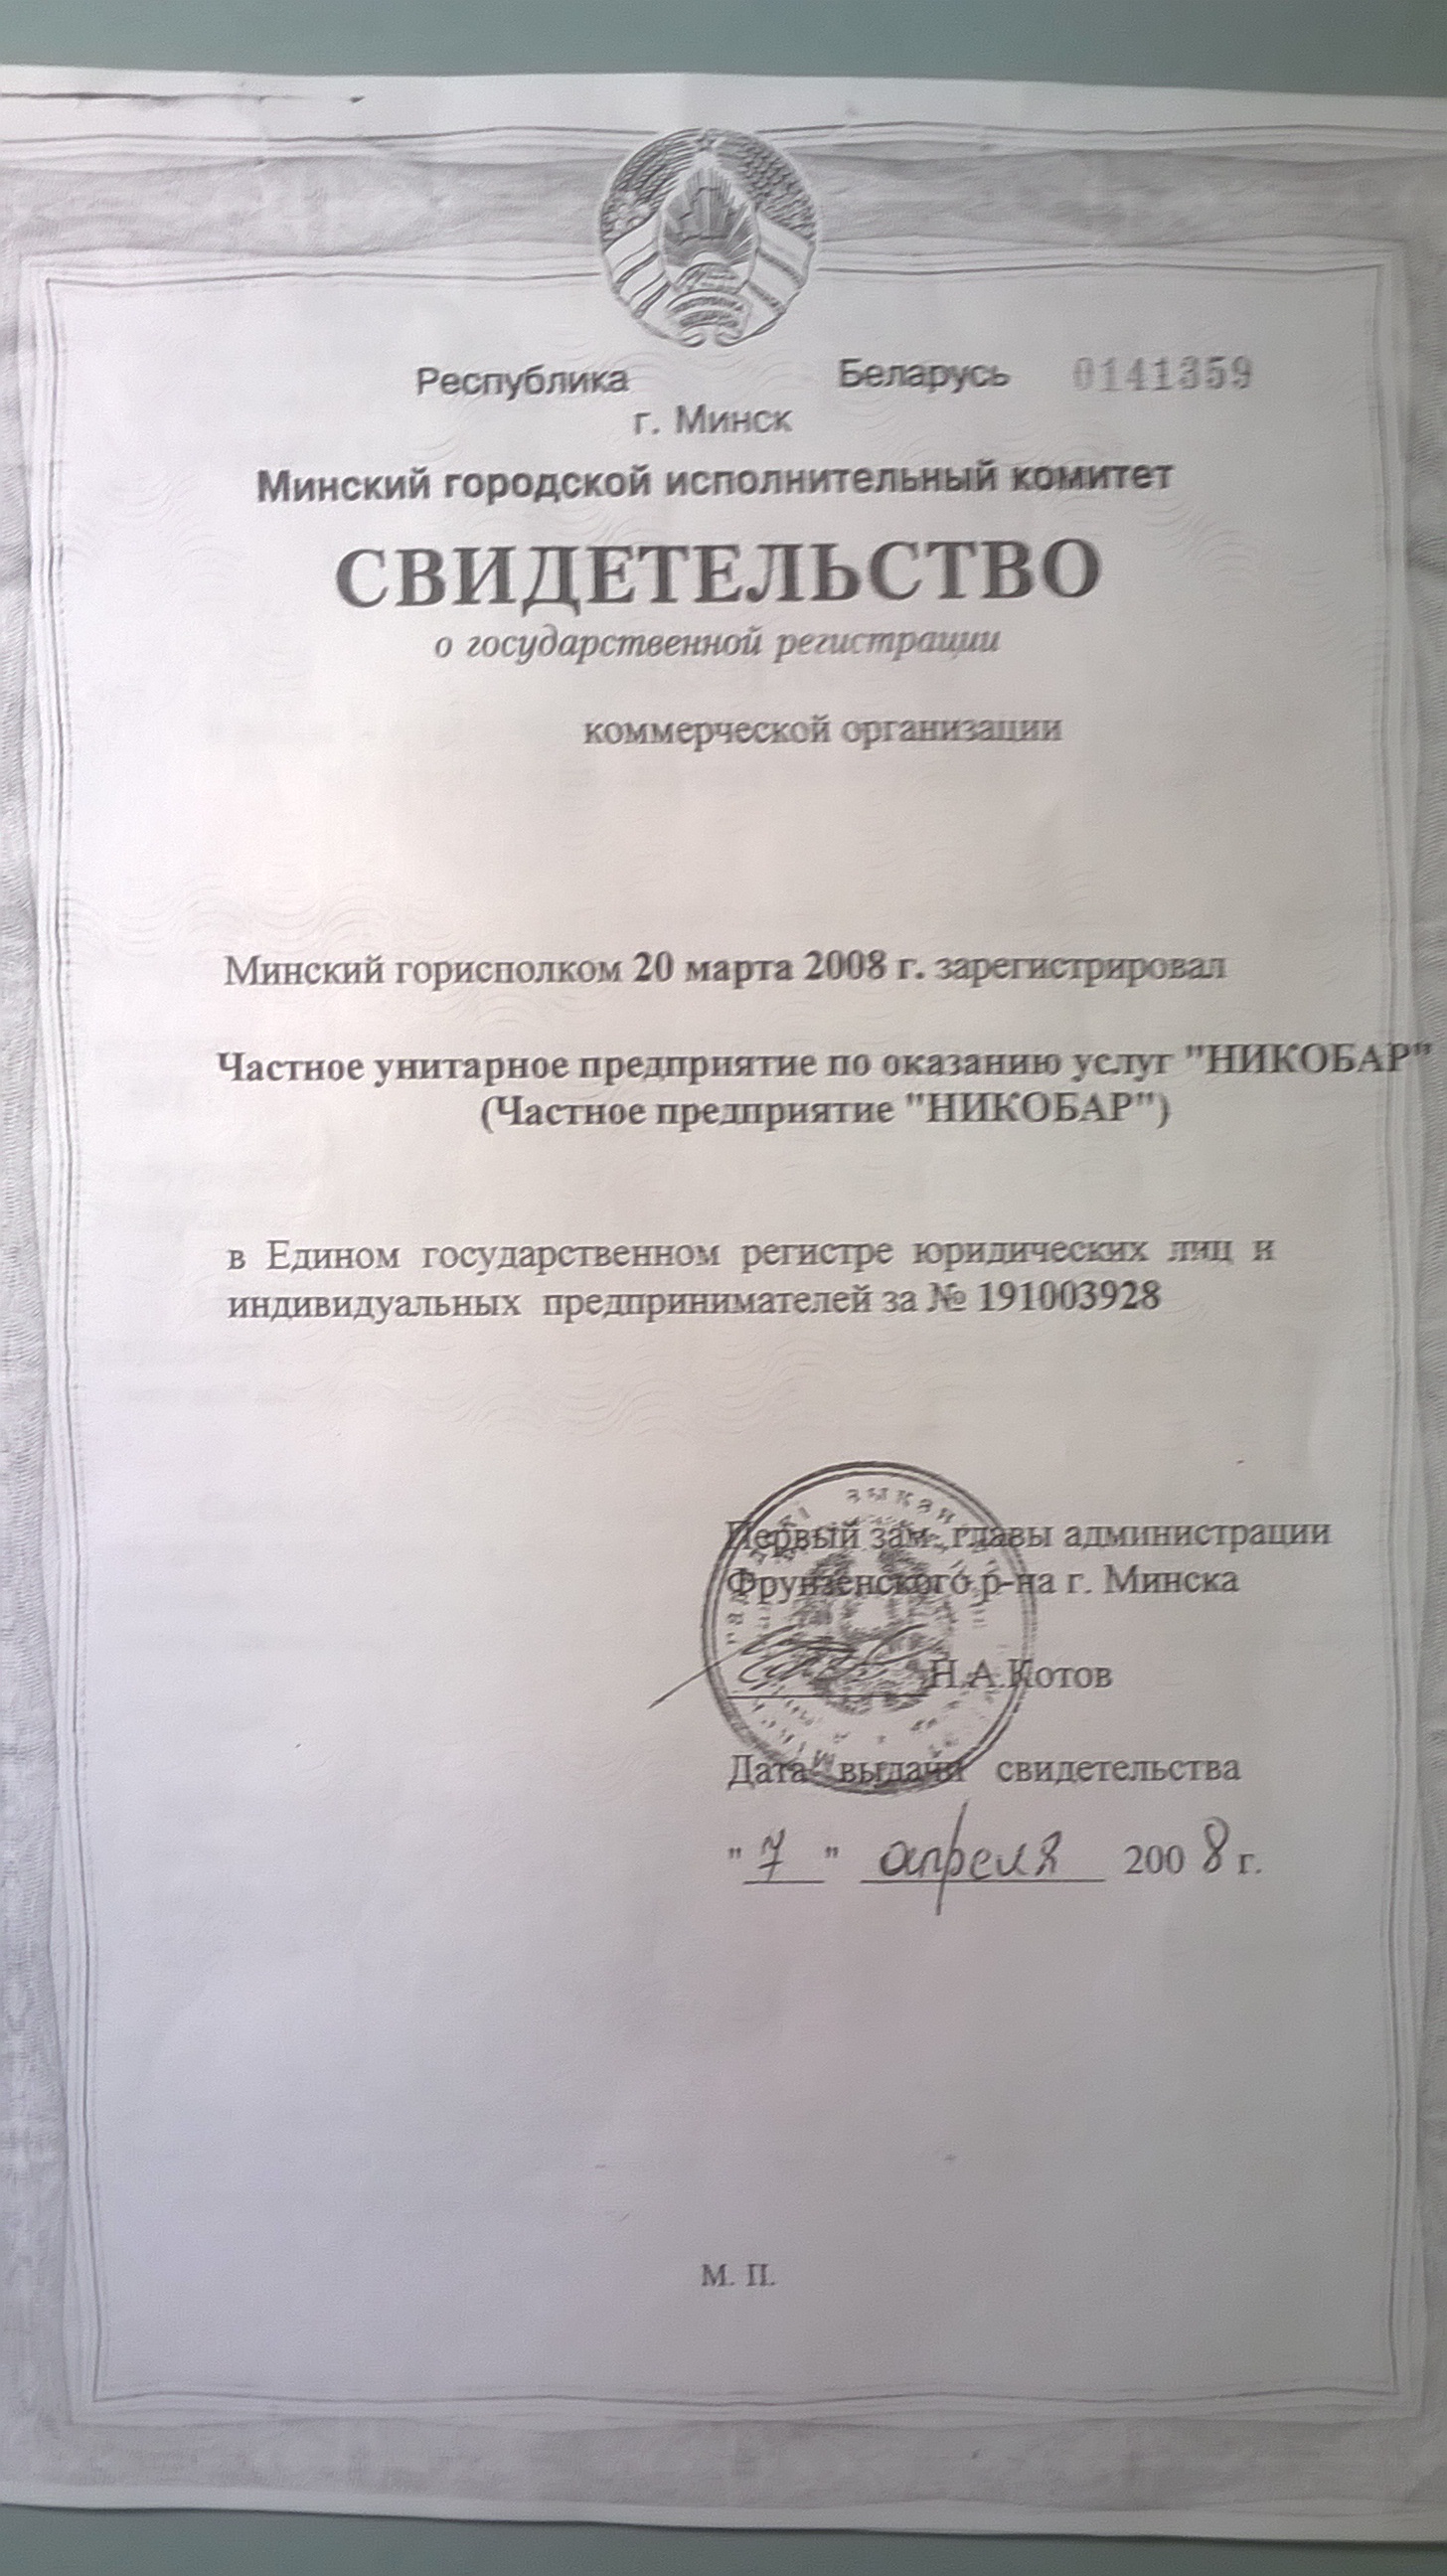 Республика Беларусь 0141359
г. Минск
Минский городской исполнительный комитет
СВИДЕТЕЛЬСТВО
о государственной регистрации
коммерческой организации
Минский горисполком 20 марта 2008 г. зарегистрировал
Частное унитарное предприятие по оказанию услуг "НИКОБАР"
(Частное предприятие "НИКОБАР")
в Едином государственном регистре юридических лиц и
индивидуальных предпринимателей за № 191003928
Первый зам. главы администрации
Фрунзенского р-на г. Минска
Н.А.Котов
Дата выдачи свидетельства
"7" апреля 2008 г.
М. П.